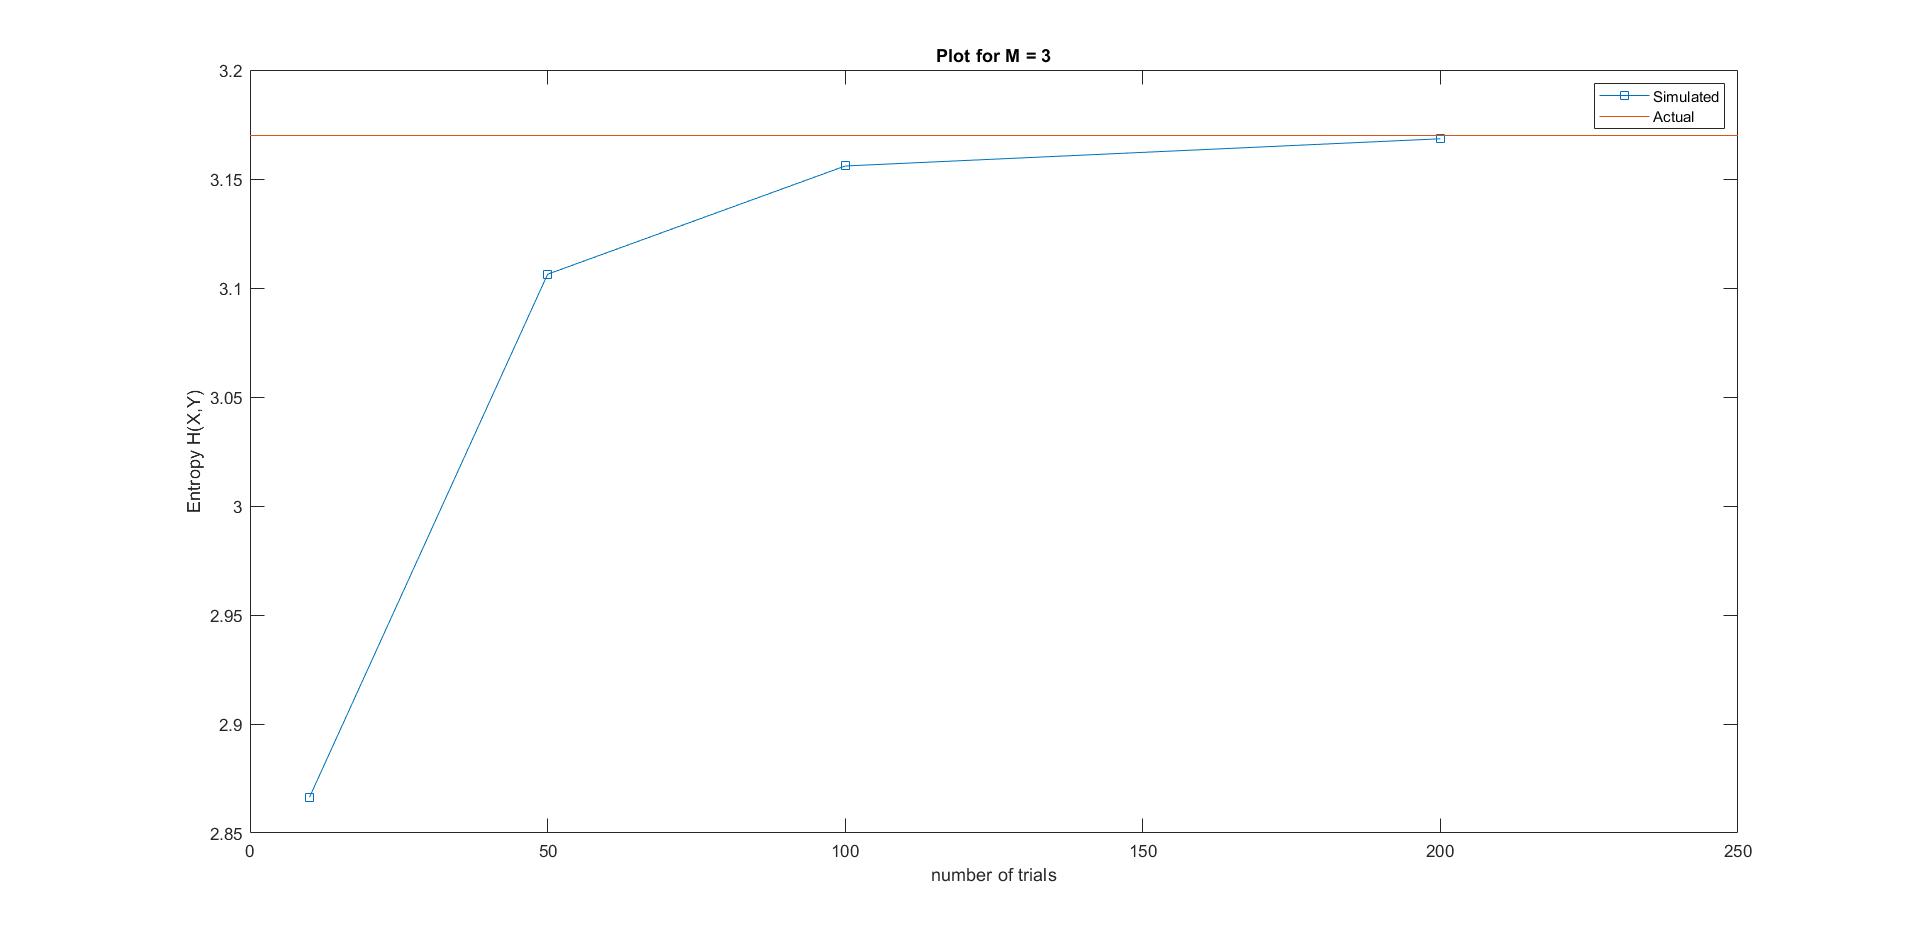 Plot for M = 3
3.2
3.15
3.1
3.05
3
2.95
2.9
2.85
Entropy H(X,Y)
Simulated
Actual
0 50 100 150 200 250
number of trials